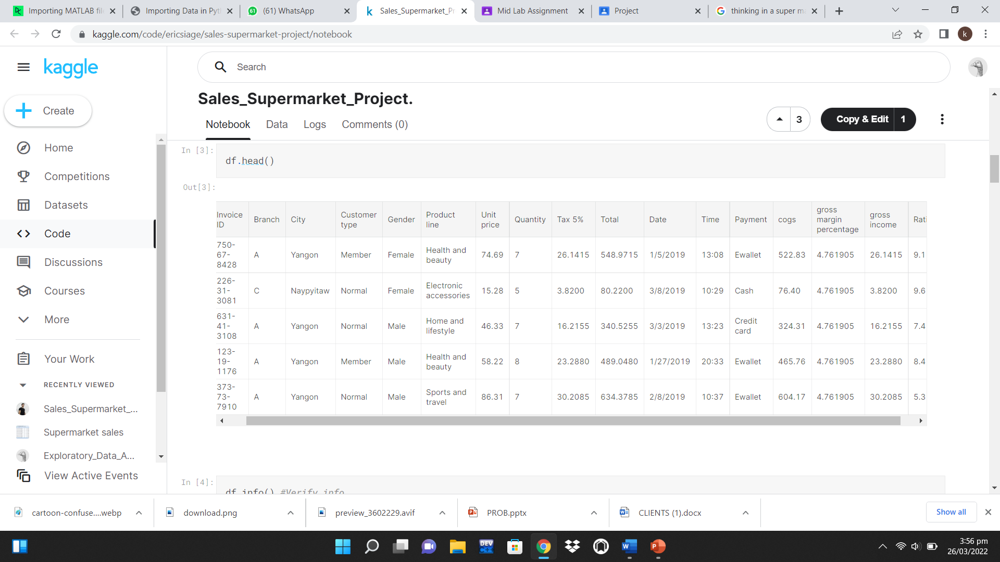 Importing MATLAB fil
Importing Data in Pyt
(61) WhatsApp
Sales_Supermarket_P
Mid Lab Assignment
Project
thinking in a super m
kaggle.com/code/ericsiage/sales-supermarket-project/notebook
k
kaggle
Search
Create
Sales_Supermarket_Project.
Notebook Data Logs Comments (0)
3
Copy & Edit 1
Home
Competitions
Datasets
Code
Discussions
Courses
More
Your Work
RECENTLY VIEWED
Sales_Supermarket_...
Supermarket sales
Exploratory_Data_A...
View Active Events
In [3]:
df.head()
Out[3]:
Invoice ID Branch City Customer type Gender Product line Unit price Quantity Tax 5% Total Date Time Payment cogs gross margin percentage gross income Rati
750-67-8428 A Yangon Member Female Health and beauty 74.69 7 26.1415 548.9715 1/5/2019 13:08 Ewallet 522.83 4.761905 26.1415 9.1
226-31-3081 C Naypyitaw Normal Female Electronic accessories 15.28 5 3.8200 80.2200 3/8/2019 10:29 Cash 76.40 4.761905 3.8200 9.6
631-41-3108 A Yangon Normal Male Home and lifestyle 46.33 7 16.2155 340.5255 3/3/2019 13:23 Credit card 324.31 4.761905 16.2155 7.4
123-19-1176 A Yangon Member Male Health and beauty 58.22 8 23.2880 489.0480 1/27/2019 20:33 Ewallet 465.76 4.761905 23.2880 8.4
373-73-7910 A Yangon Normal Male Sports and travel 86.31 7 30.2085 634.3785 2/8/2019 10:37 Ewallet 604.17 4.761905 30.2085 5.3
In [4]:
df.info() #Verify info
cartoon-confuse....webp
download.png
preview_3602229.avif
PROB.pptx
CLIENTS (1).docx
Show all
DEV C++
3:56 pm
26/03/2022